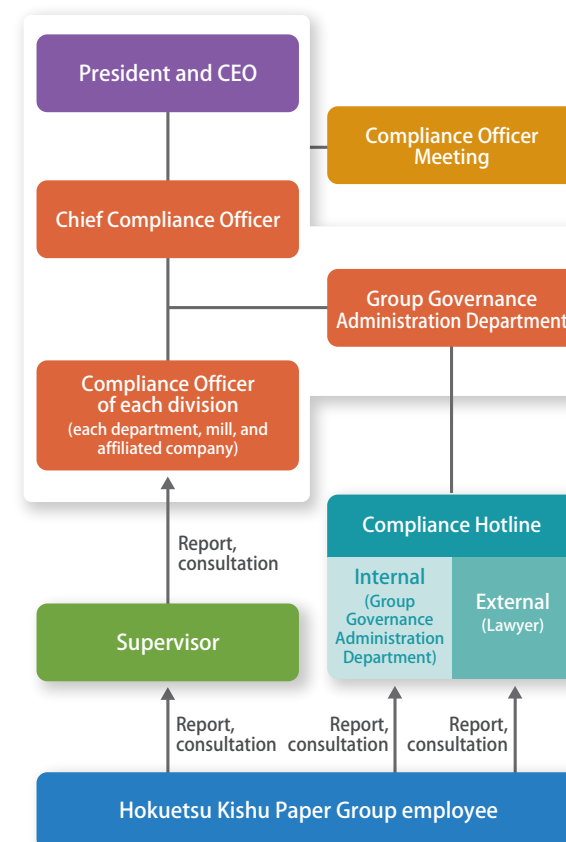 President and CEO
Compliance Officer
Meeting
Chief Compliance Officer
Group Governance
Administration Department
Compliance Officer
of each division
(each department, mill, and
affiliated company)
Compliance Hotline
Report,
consultation
Internal
(Group
Governance
Administration
Department)
External
(Lawyer)
Supervisor
Report,
consultation
Report,
consultation
Report,
consultation
Hokuetsu Kishu Paper Group employee